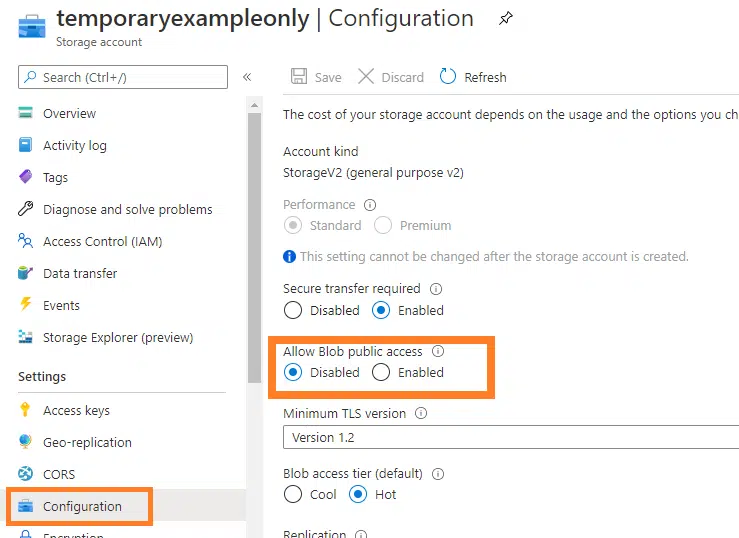 temporaryexampleonly | Configuration
Storage account
Search (Ctrl+/)
«
Overview
Activity log
Tags
Diagnose and solve problems
Access Control (IAM)
Data transfer
Events
Storage Explorer (preview)
Settings
Access keys
Geo-replication
CORS
Configuration
Encryption
Save Discard Refresh
The cost of your storage account depends on the usage and the options you ch
Account kind
StorageV2 (general purpose v2)
Performance
Standard Premium
This setting cannot be changed after the storage account is created.
Secure transfer required
Disabled Enabled
Allow Blob public access
Disabled Enabled
Minimum TLS version
Version 1.2
Blob access tier (default)
Cool Hot
Replication